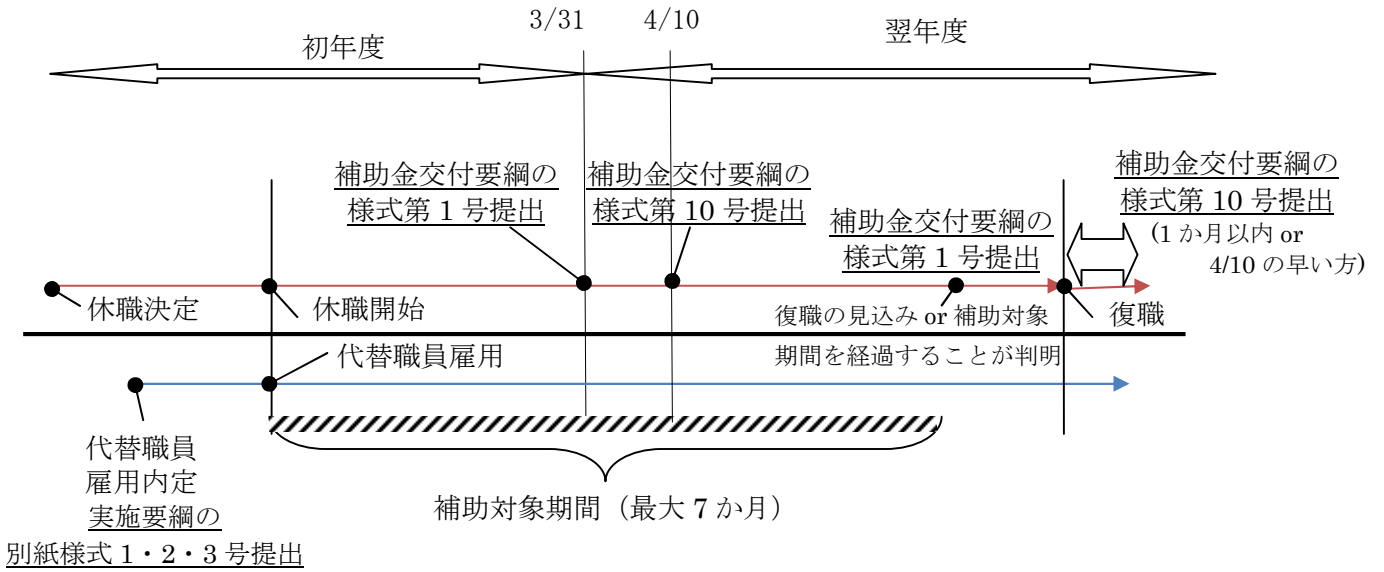 3/31
4/10
初年度
翌年度
補助金交付要綱の
様式第 1 号提出
補助金交付要綱の
様式第 10 号提出
補助金交付要綱の
様式第 1 号提出
補助金交付要綱の
様式第 10 号提出
(1 か月以内 or
4/10 の早い方)
休職決定
休職開始
復職の見込み or 補助対象
期間を経過することが判明
復職
代替職員雇用
代替職員
雇用内定
実施要綱の
別紙様式 1・2・3 号提出
補助対象期間（最大 7 か月）